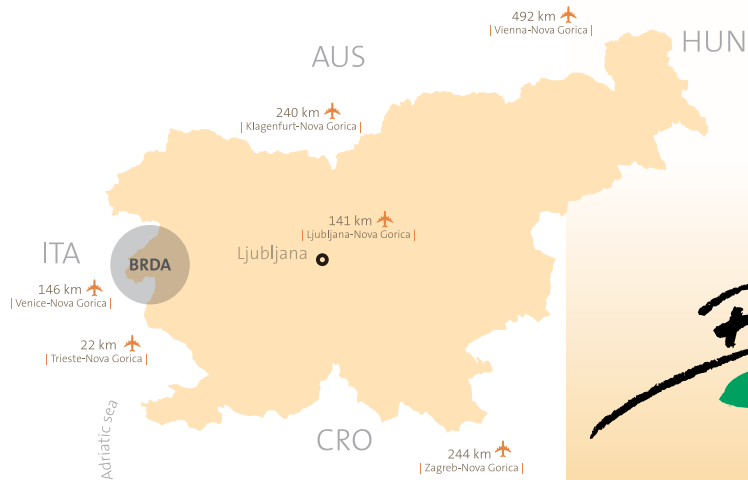 492 km
| Vienna-Nova Gorica |
HUN
AUS
240 km
| Klagenfurt-Nova Gorica |
141 km
| Ljubljana-Nova Gorica |
Ljubljana
ITA
BRDA
146 km
| Venice-Nova Gorica |
22 km
| Trieste-Nova Gorica |
Adriatic sea
CRO
244 km
| Zagreb-Nova Gorica |